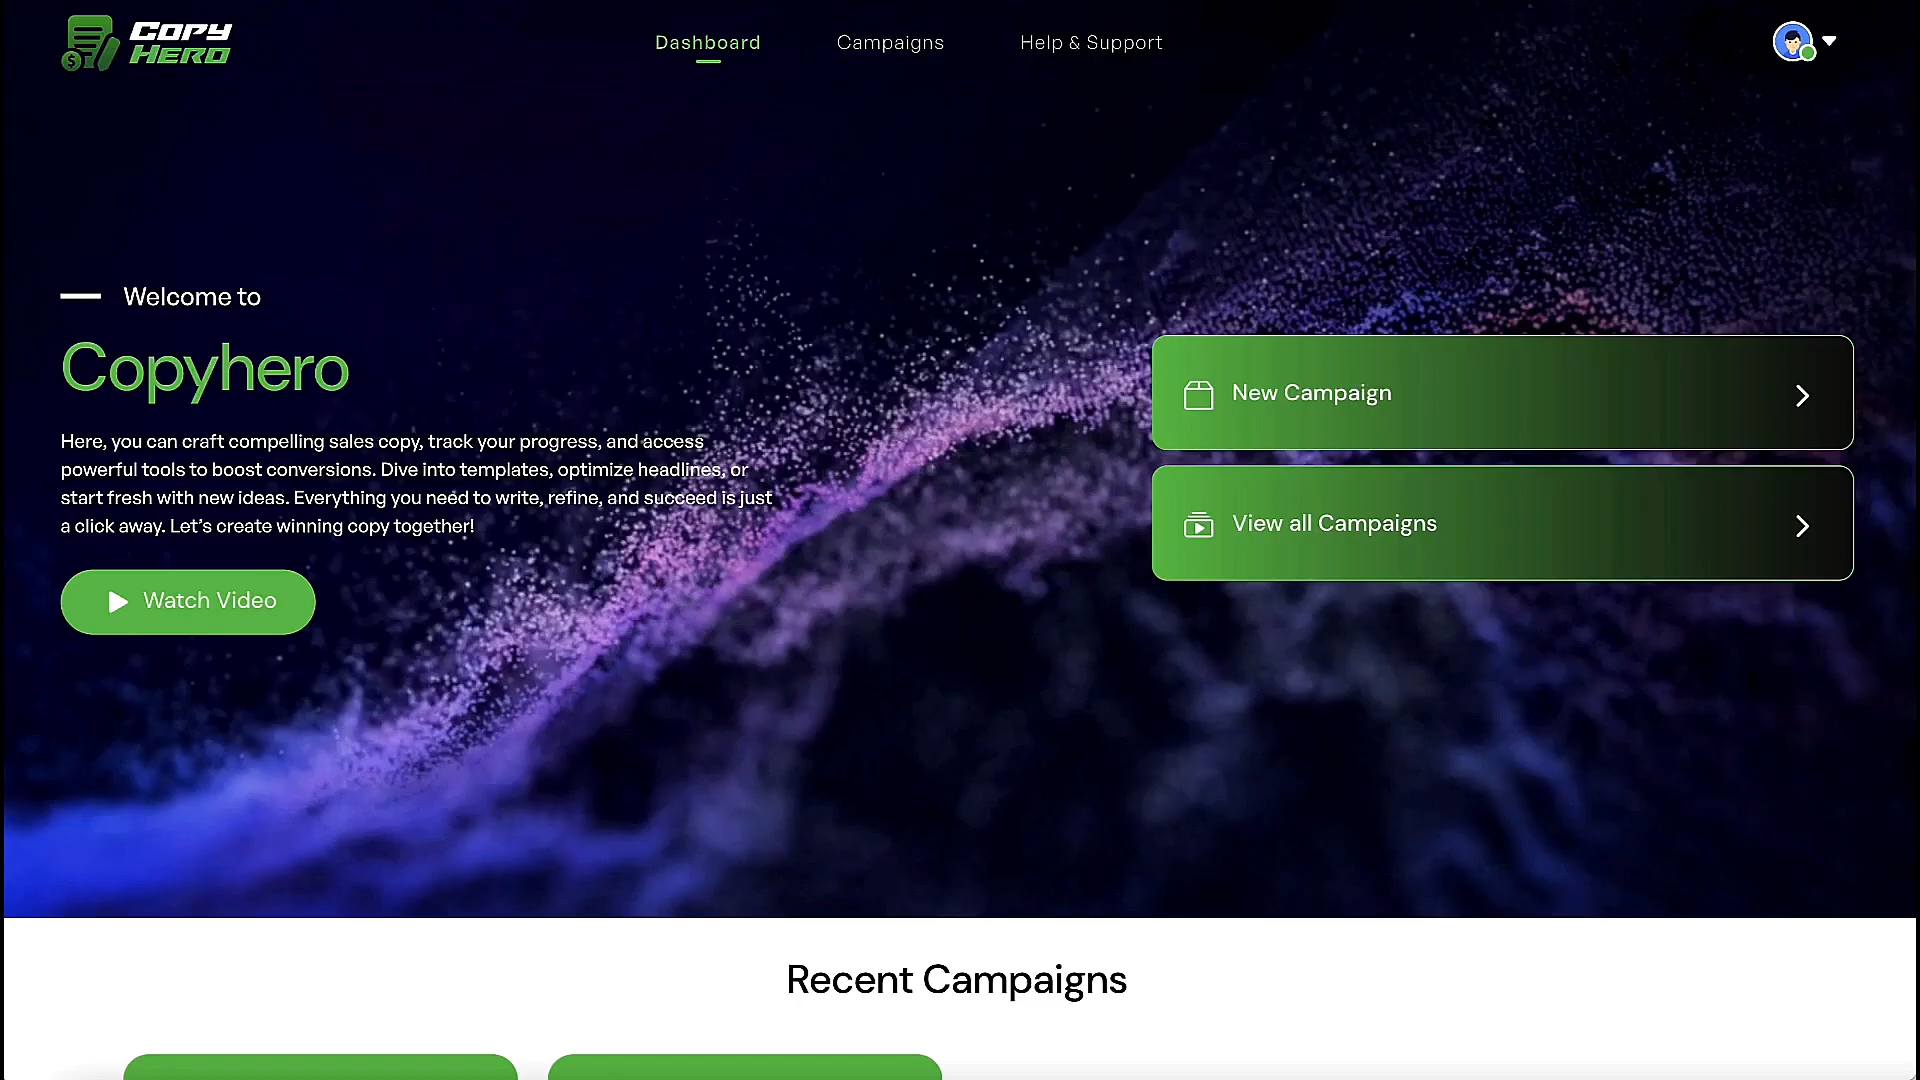 COPY
HERO
Dashboard
Campaigns
Help & Support
Welcome to
Copyhero
Here, you can craft compelling sales copy, track your progress, and access
powerful tools to boost conversions. Dive into templates, optimize headlines, or
start fresh with new ideas. Everything you need to write, refine, and succeed is just
a click away. Let’s create winning copy together!
Watch Video
New Campaign
View all Campaigns
Recent Campaigns